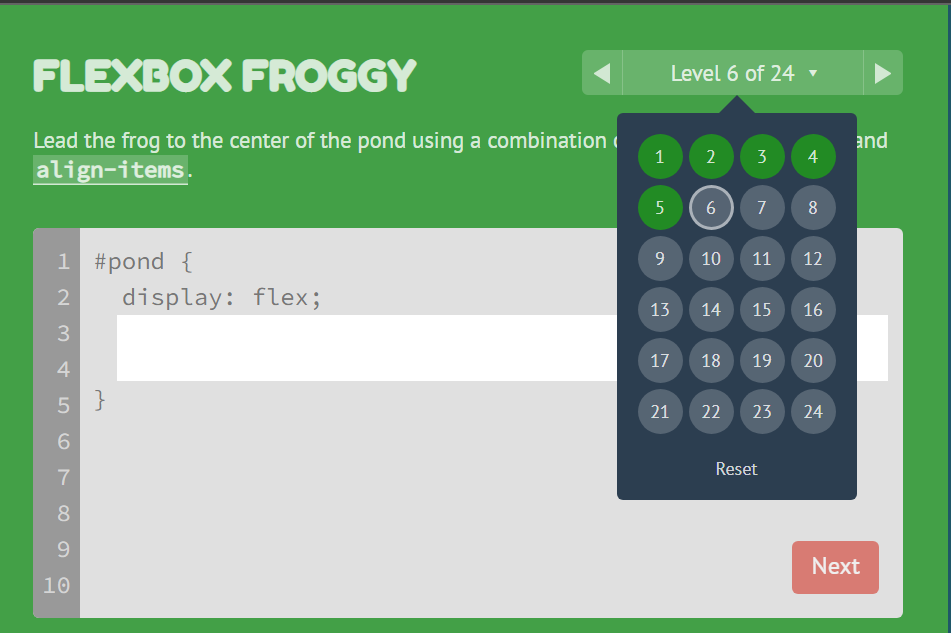 FLEXBOX FROGGY
Level 6 of 24
Lead the frog to the center of the pond using a combination and
align-items.
1 2 3 4
5 6 7 8
9 10 11 12
13 14 15 16
17 18 19 20
21 22 23 24
Reset
1 #pond {
2 display: flex;
3
4
5 }
6
7
8
9
10
Next